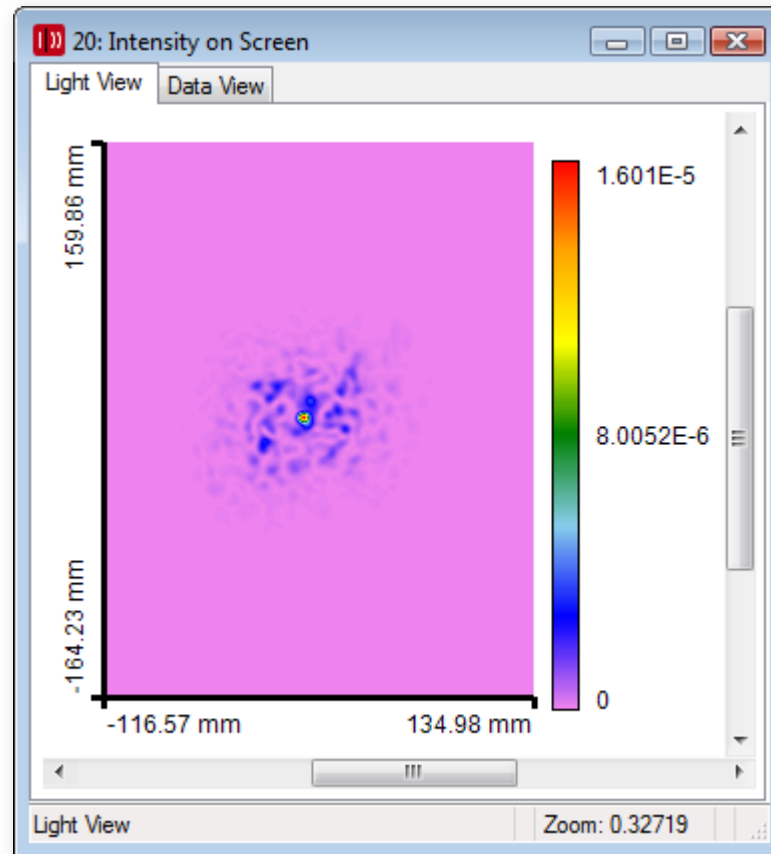 20: Intensity on Screen
Light View
Data View
159.86 mm
-164.23 mm
-116.57 mm
134.98 mm
1.601E-5
8.0052E-6
0
Light View
Zoom: 0.32719